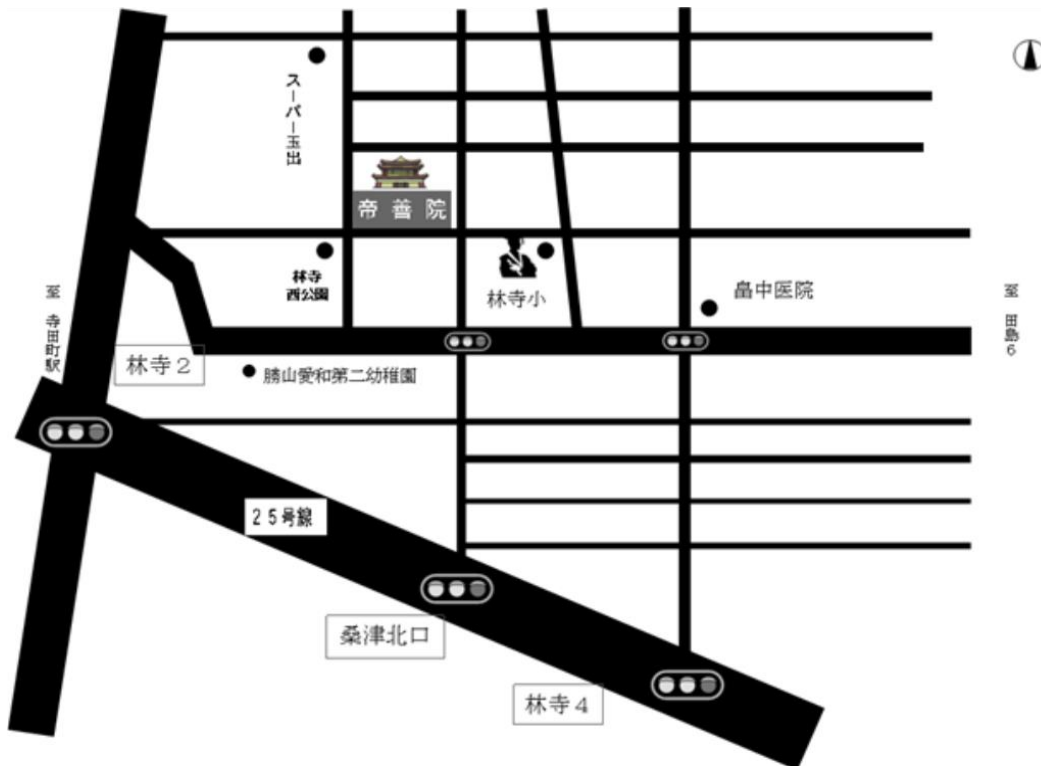 スーパー玉出
帝善院
林寺
西公園
林寺小
畠中医院
至 寺田町駅
至 田島6
林寺2
勝山愛和第二幼稚園
25号線
桑津北口
林寺4